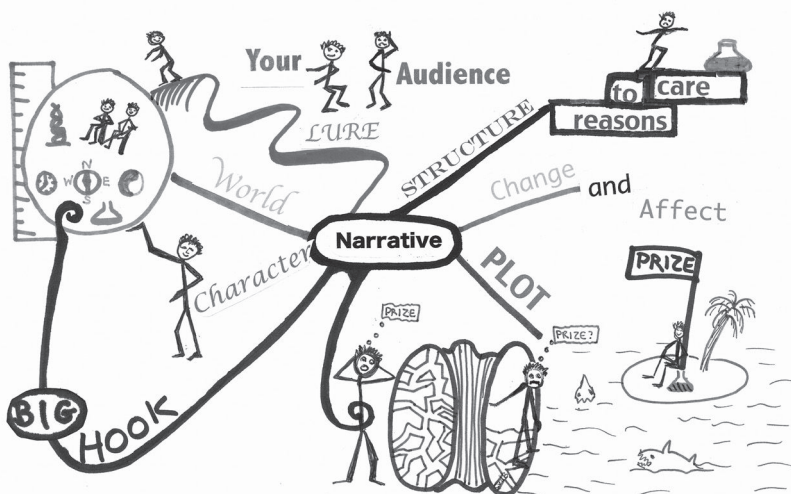 Your
Audience
LURE
STRUCTURE
to care
reasons
World
N
W E
S
Change and
Affect
Narrative
Character
PLOT
PRIZE
PRIZE
PRIZE?
BIG
HOOK